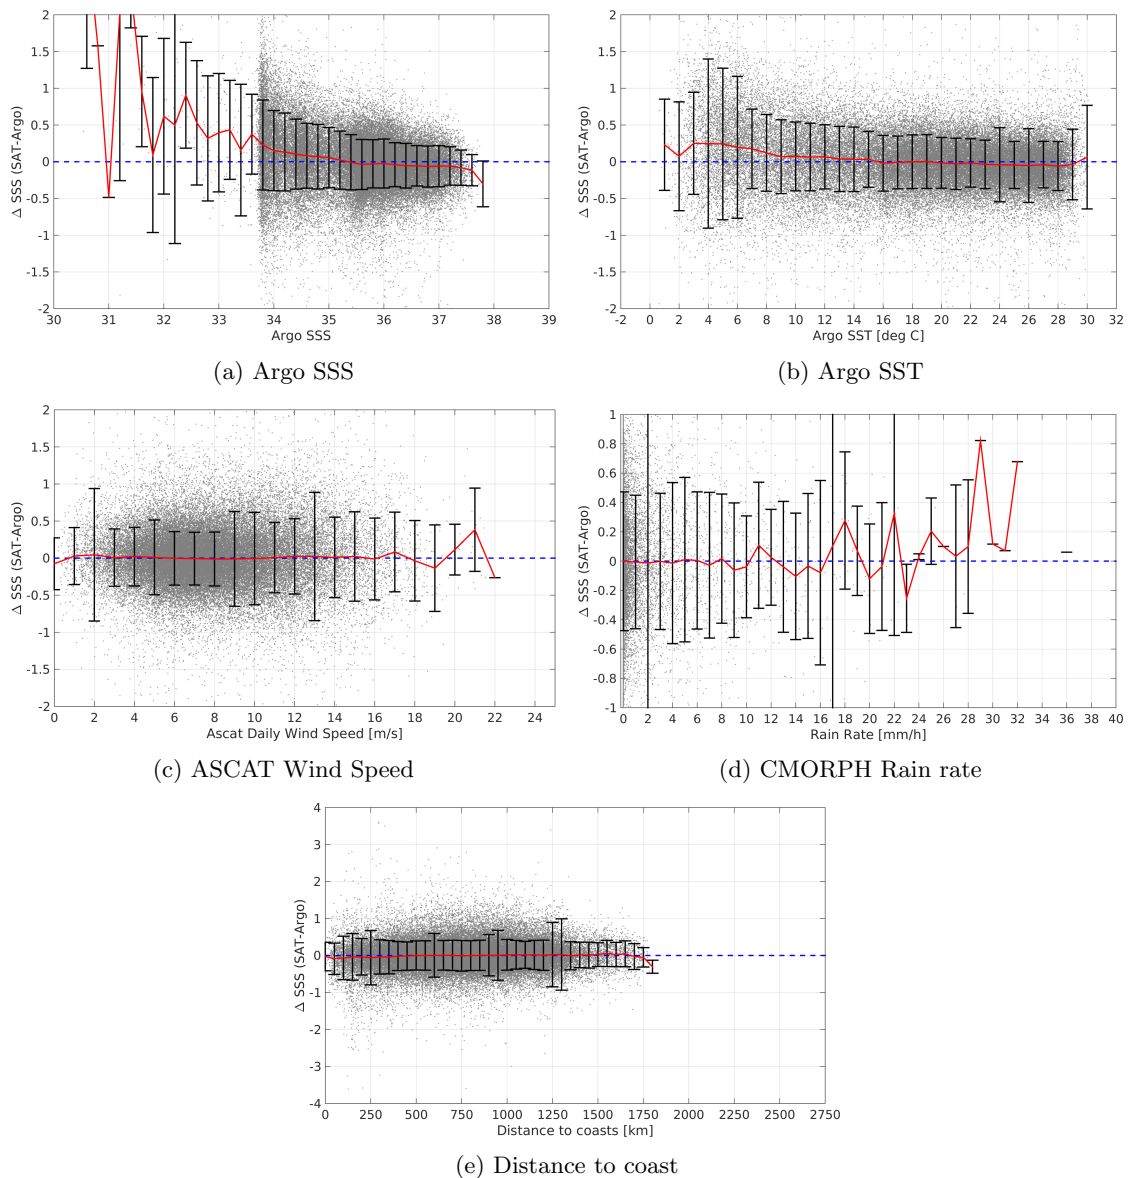 2
1.5
1
0.5
0
-0.5
-1
-1.5
-2
Δ SSS (SAT-Argo)
30 31 32 33 34 35 36 37 38 39
Argo SSS
(a) Argo SSS
2
1.5
1
0.5
0
-0.5
-1
-1.5
-2
Δ SSS (SAT-Argo)
-2 0 2 4 6 8 10 12 14 16 18 20 22 24 26 28 30 32
Argo SST [deg C]
(b) Argo SST
2
1.5
1
0.5
0
-0.5
-1
-1.5
-2
Δ SSS (SAT-Argo)
0 2 4 6 8 10 12 14 16 18 20 22 24
Ascat Daily Wind Speed [m/s]
(c) ASCAT Wind Speed
1
0.8
0.6
0.4
0.2
0
-0.2
-0.4
-0.6
-0.8
-1
Δ SSS (SAT-Argo)
0 2 4 6 8 10 12 14 16 18 20 22 24 26 28 30 32 34 36 38 40
Rain Rate [mm/h]
(d) CMORPH Rain rate
4
3
2
1
0
-1
-2
-3
-4
Δ SSS (SAT-Argo)
0 250 500 750 1000 1250 1500 1750 2000 2250 2500 2750
Distance to coasts [km]
(e) Distance to coast